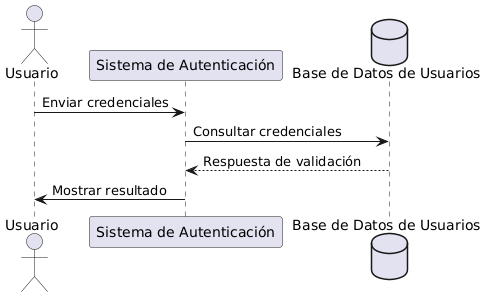 Usuario
Sistema de Autenticación
Base de Datos de Usuarios
Enviar credenciales
Consultar credenciales
Respuesta de validación
Mostrar resultado
Usuario
Sistema de Autenticación
Base de Datos de Usuarios